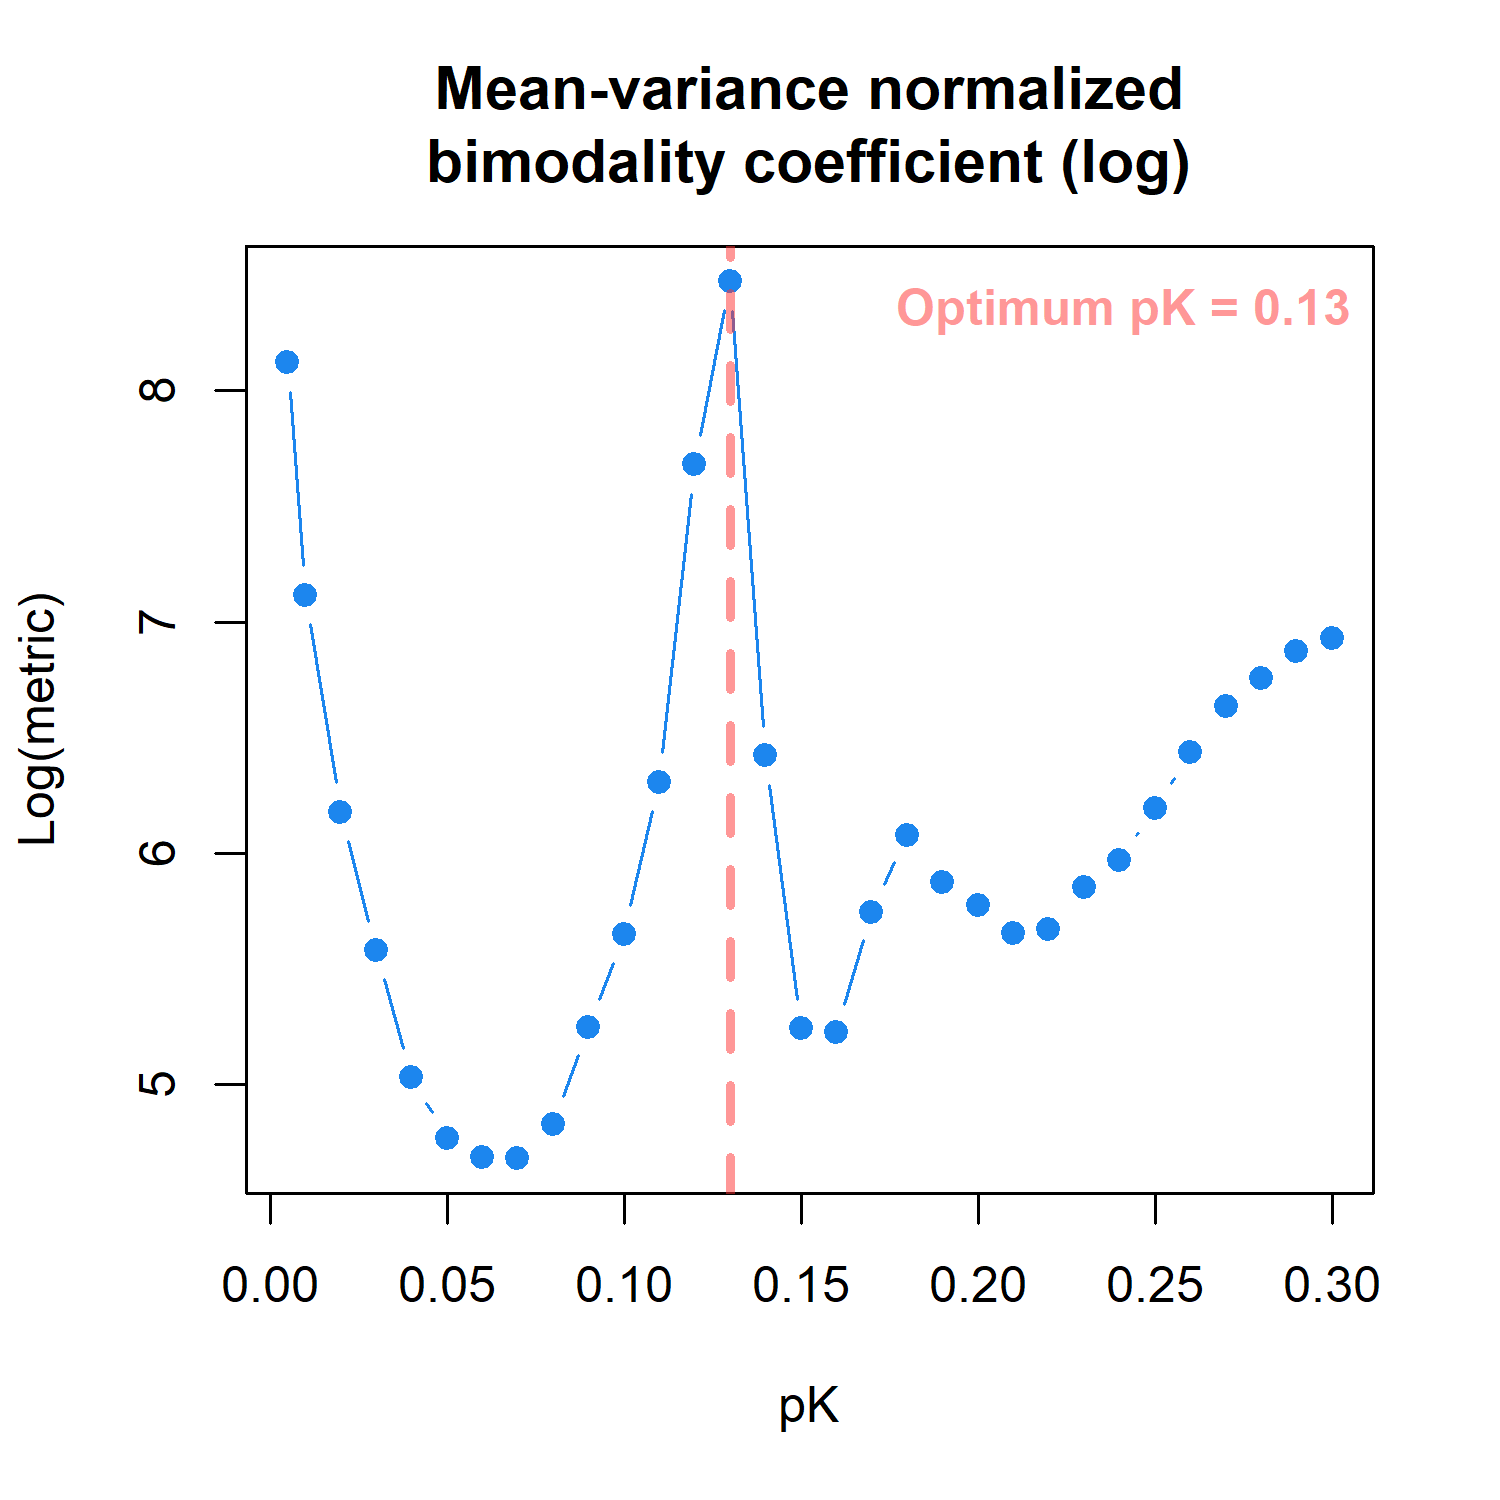 Mean-variance normalized
bimodality coefficient (log)
Optimum pK = 0.13
Log(metric)
8
7
6
5
0.00 0.05 0.10 0.15 0.20 0.25 0.30
pK